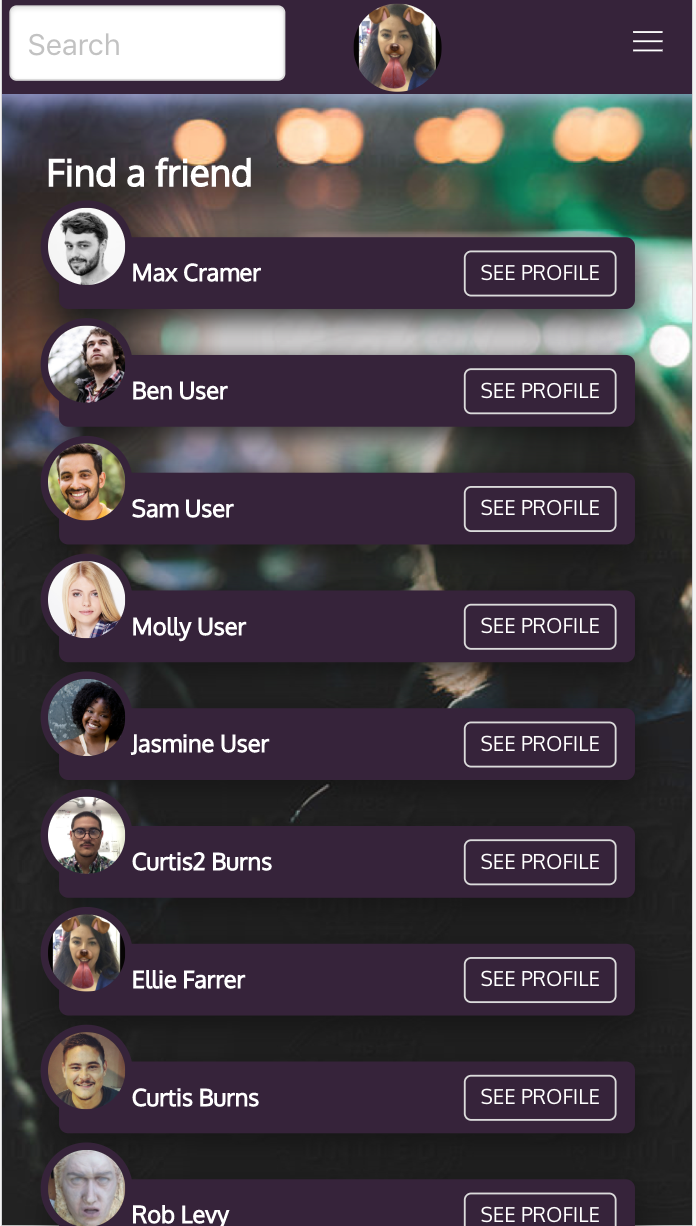 Search
Find a friend
Max Cramer SEE PROFILE
Ben User SEE PROFILE
Sam User SEE PROFILE
Molly User SEE PROFILE
Jasmine User SEE PROFILE
Curtis2 Burns SEE PROFILE
Ellie Farrer SEE PROFILE
Curtis Burns SEE PROFILE
Rob Levy SEE PROFILE